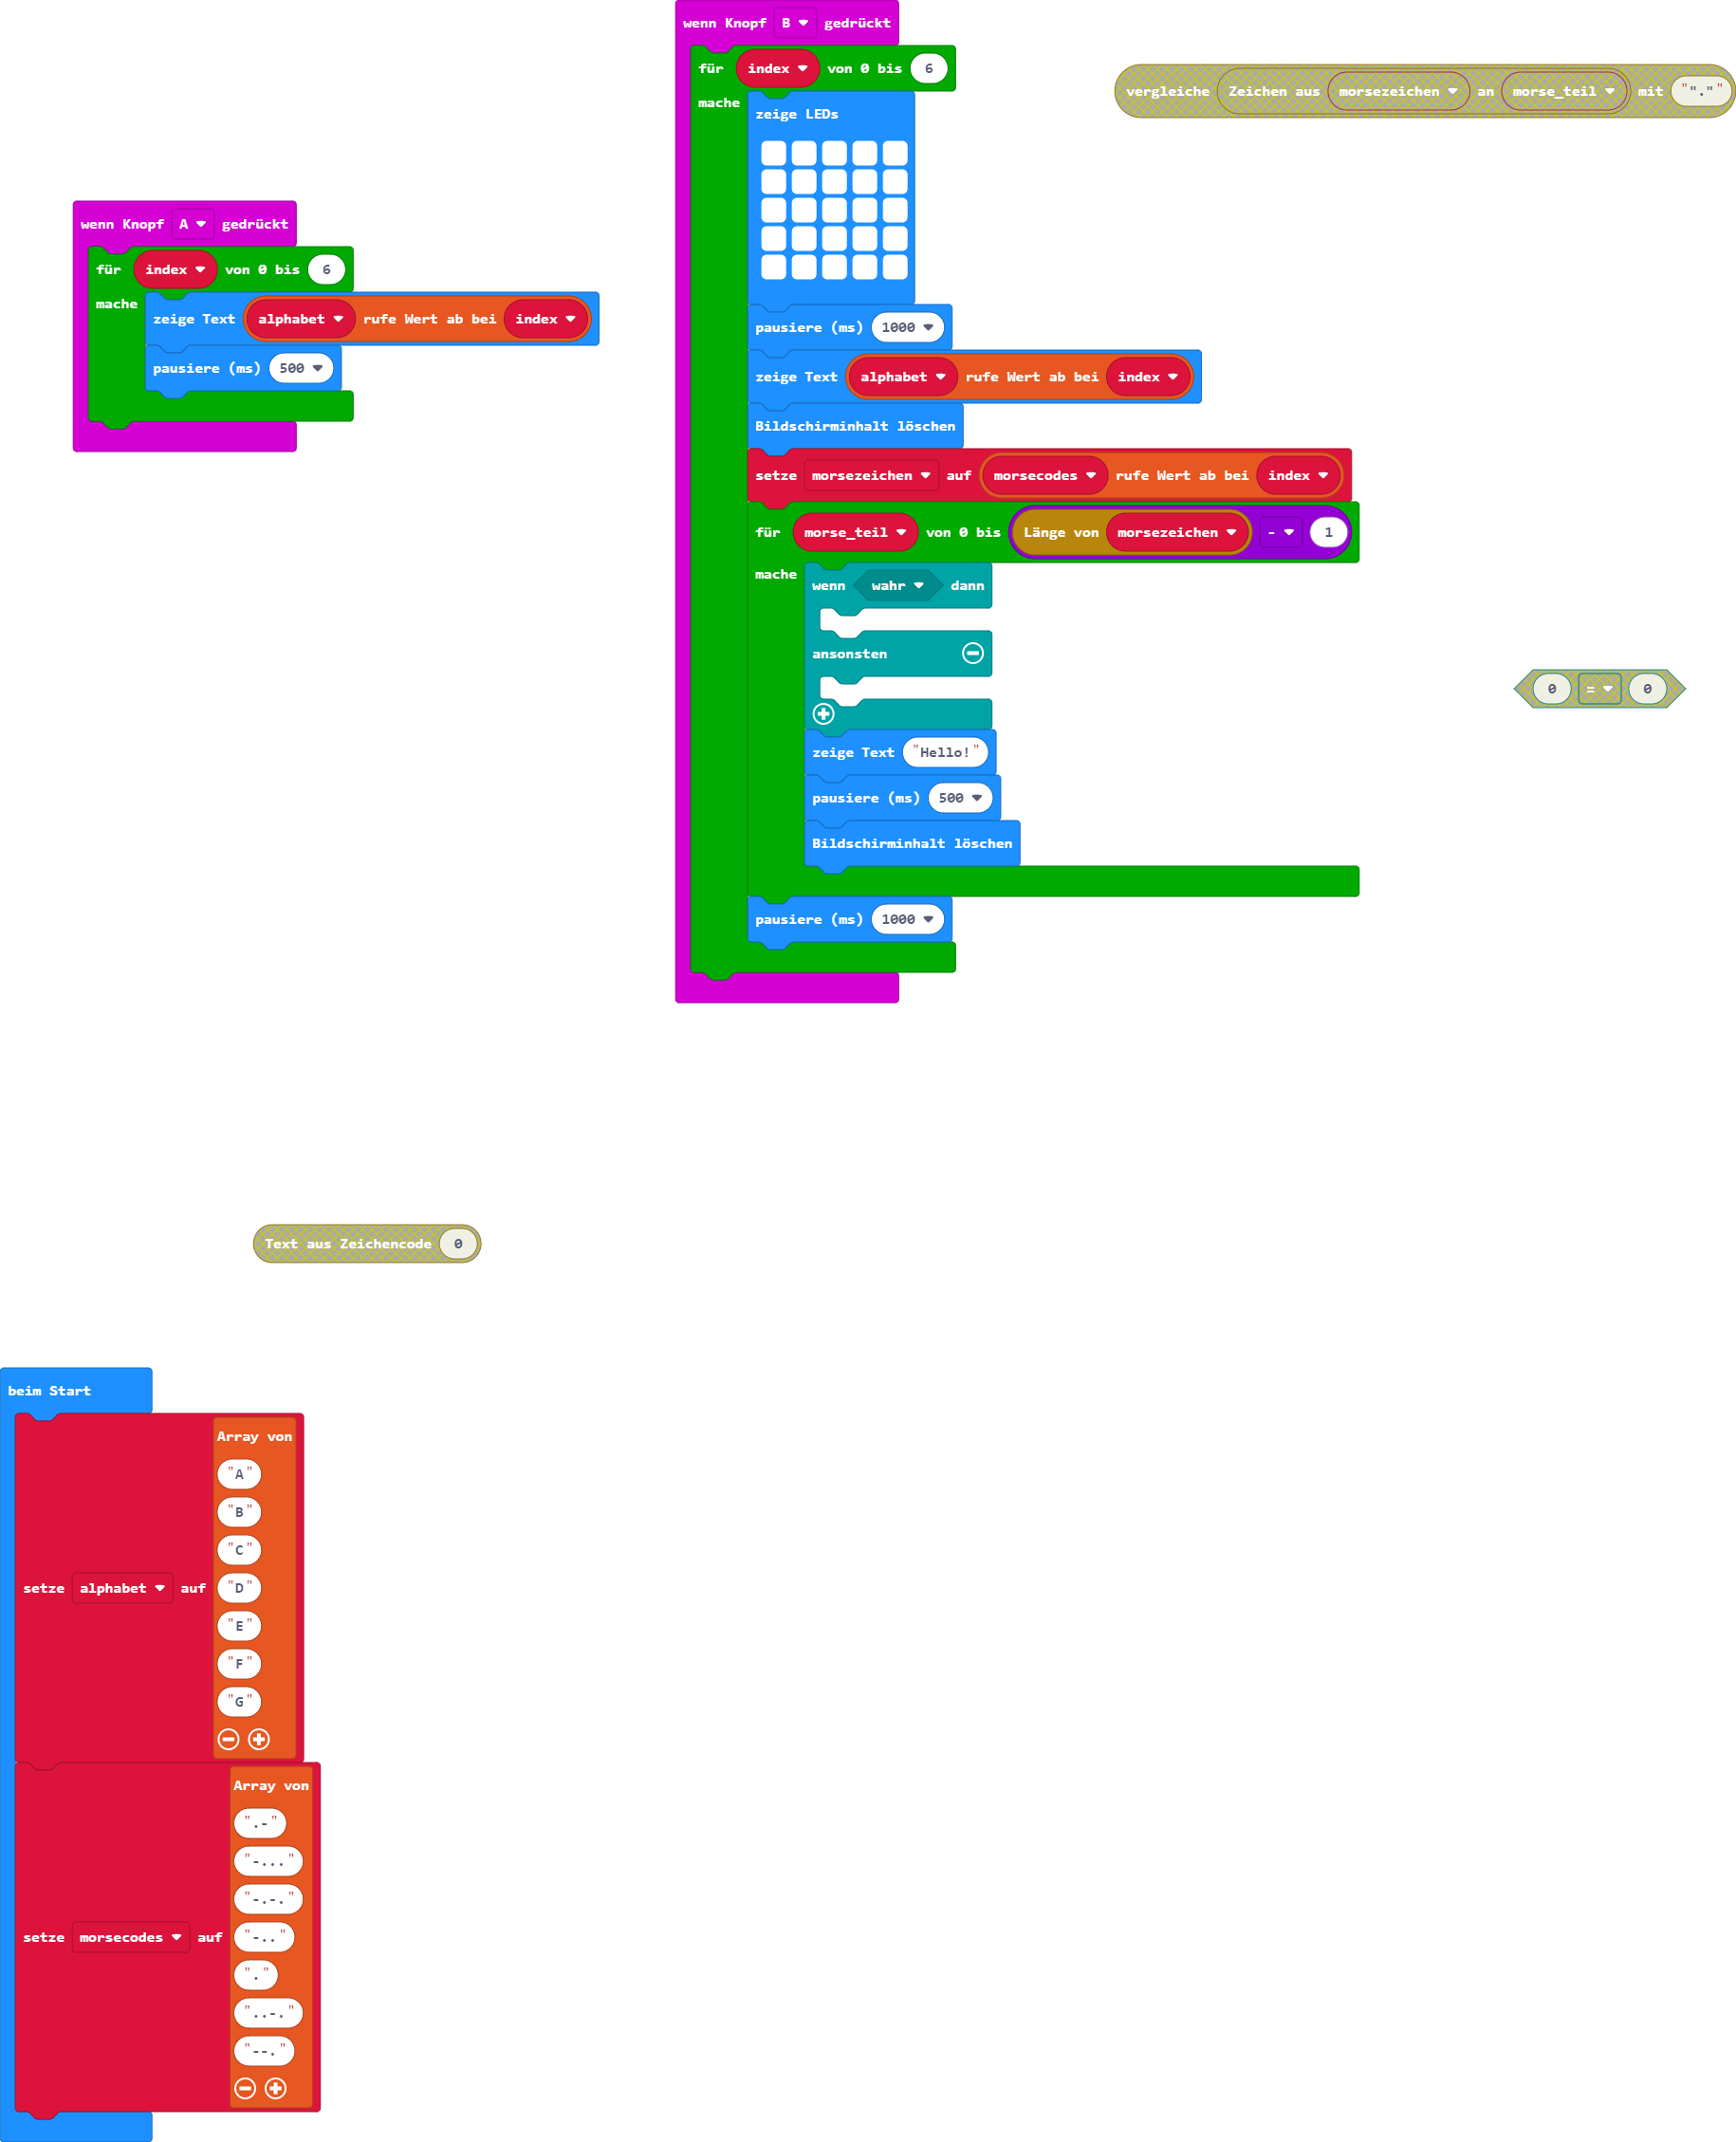 wenn Knopf A gedrückt
für index von 0 bis 6
mache
zeige Text alphabet rufe Wert ab bei index
pausiere (ms) 500
wenn Knopf B gedrückt
für index von 0 bis 6
mache
zeige LEDs
pausiere (ms) 1000
zeige Text alphabet rufe Wert ab bei index
Bildschirminhalt löschen
setze morsezeichen auf morsecodes rufe Wert ab bei index
für morse_teil von 0 bis Länge von morsezeichen - 1
mache
wenn wahr dann
ansonsten
zeige Text "Hello!"
pausiere (ms) 500
Bildschirminhalt löschen
pausiere (ms) 1000
vergleiche Zeichen aus morsezeichen an morse_teil mit "".""
0 = 0
Text aus Zeichencode 0
beim Start
setze alphabet auf
Array von
"A"
"B"
"C"
"D"
"E"
"F"
"G"
setze morsecodes auf
Array von
".-"
"-..."
"-.-."
"-.."
"."
"..-."
"--."